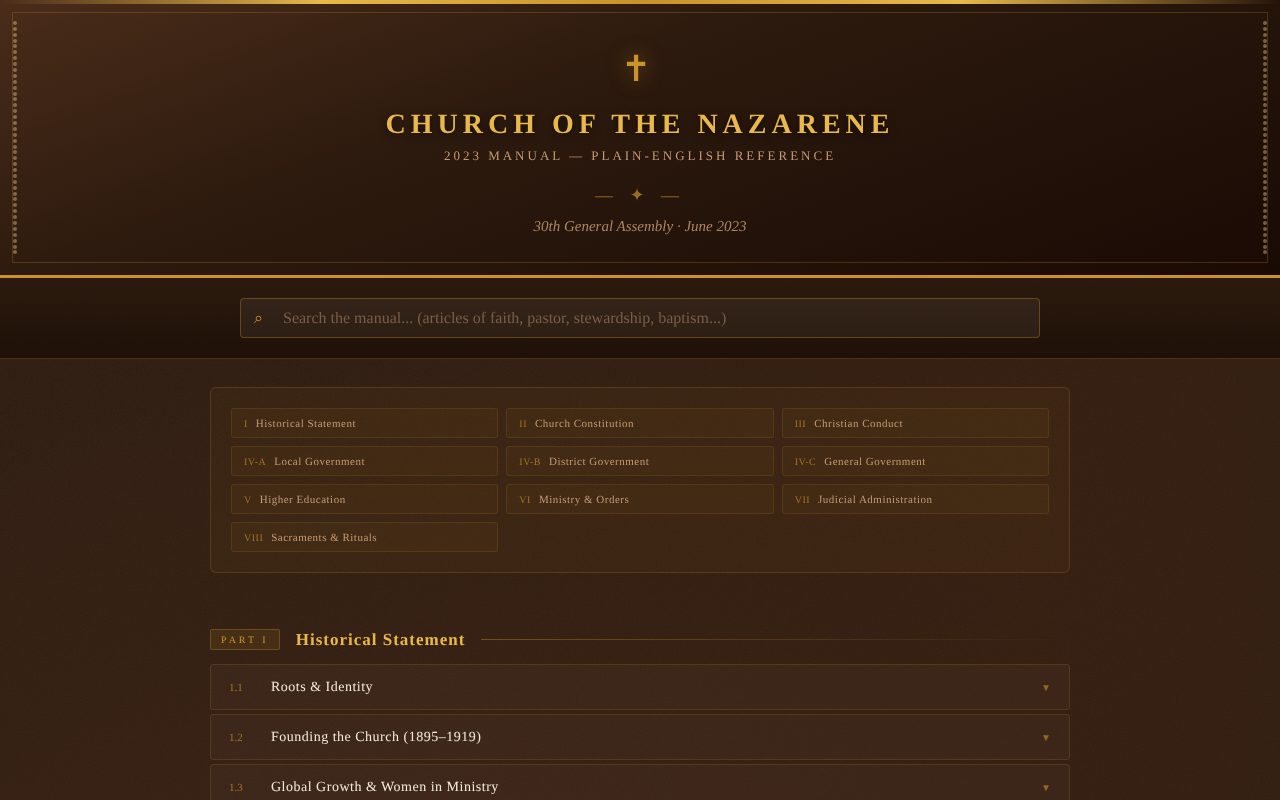 CHURCH OF THE NAZARENE
2023 MANUAL — PLAIN-ENGLISH REFERENCE
30th General Assembly · June 2023
Search the manual... (articles of faith, pastor, stewardship, baptism...)
I Historical Statement
II Church Constitution
III Christian Conduct
IV-A Local Government
IV-B District Government
IV-C General Government
V Higher Education
VI Ministry & Orders
VII Judicial Administration
VIII Sacraments & Rituals
PART I Historical Statement
1.1 Roots & Identity
1.2 Founding the Church (1895–1919)
1.3 Global Growth & Women in Ministry